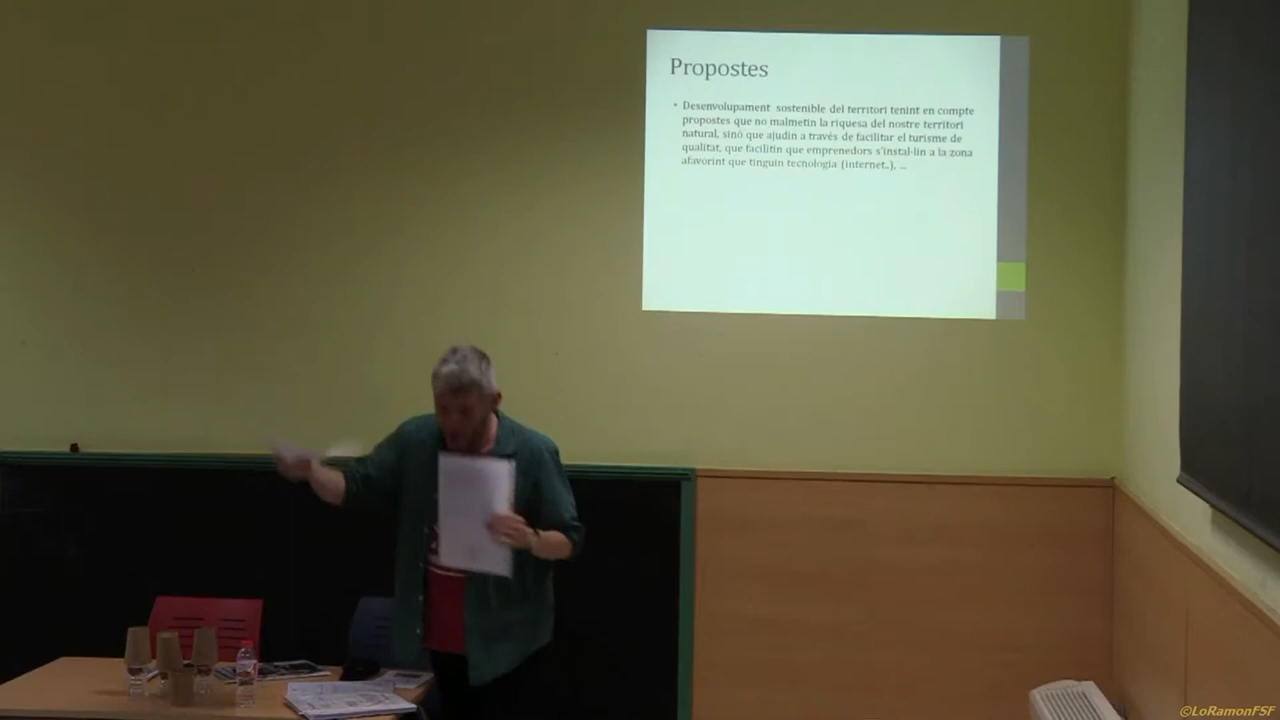 Propostes
• Desenvolupament sostenible del territori tenint en compte
propostes que no malmetin la riquesa del nostre territori
natural, sinó que ajudin a través de facilitar el turisme de
qualitat, que facilitin que emprenedors s'instal·lin a la zona
afavorint que tinguin tecnologia (internet..), ...
©LoRamonFSF